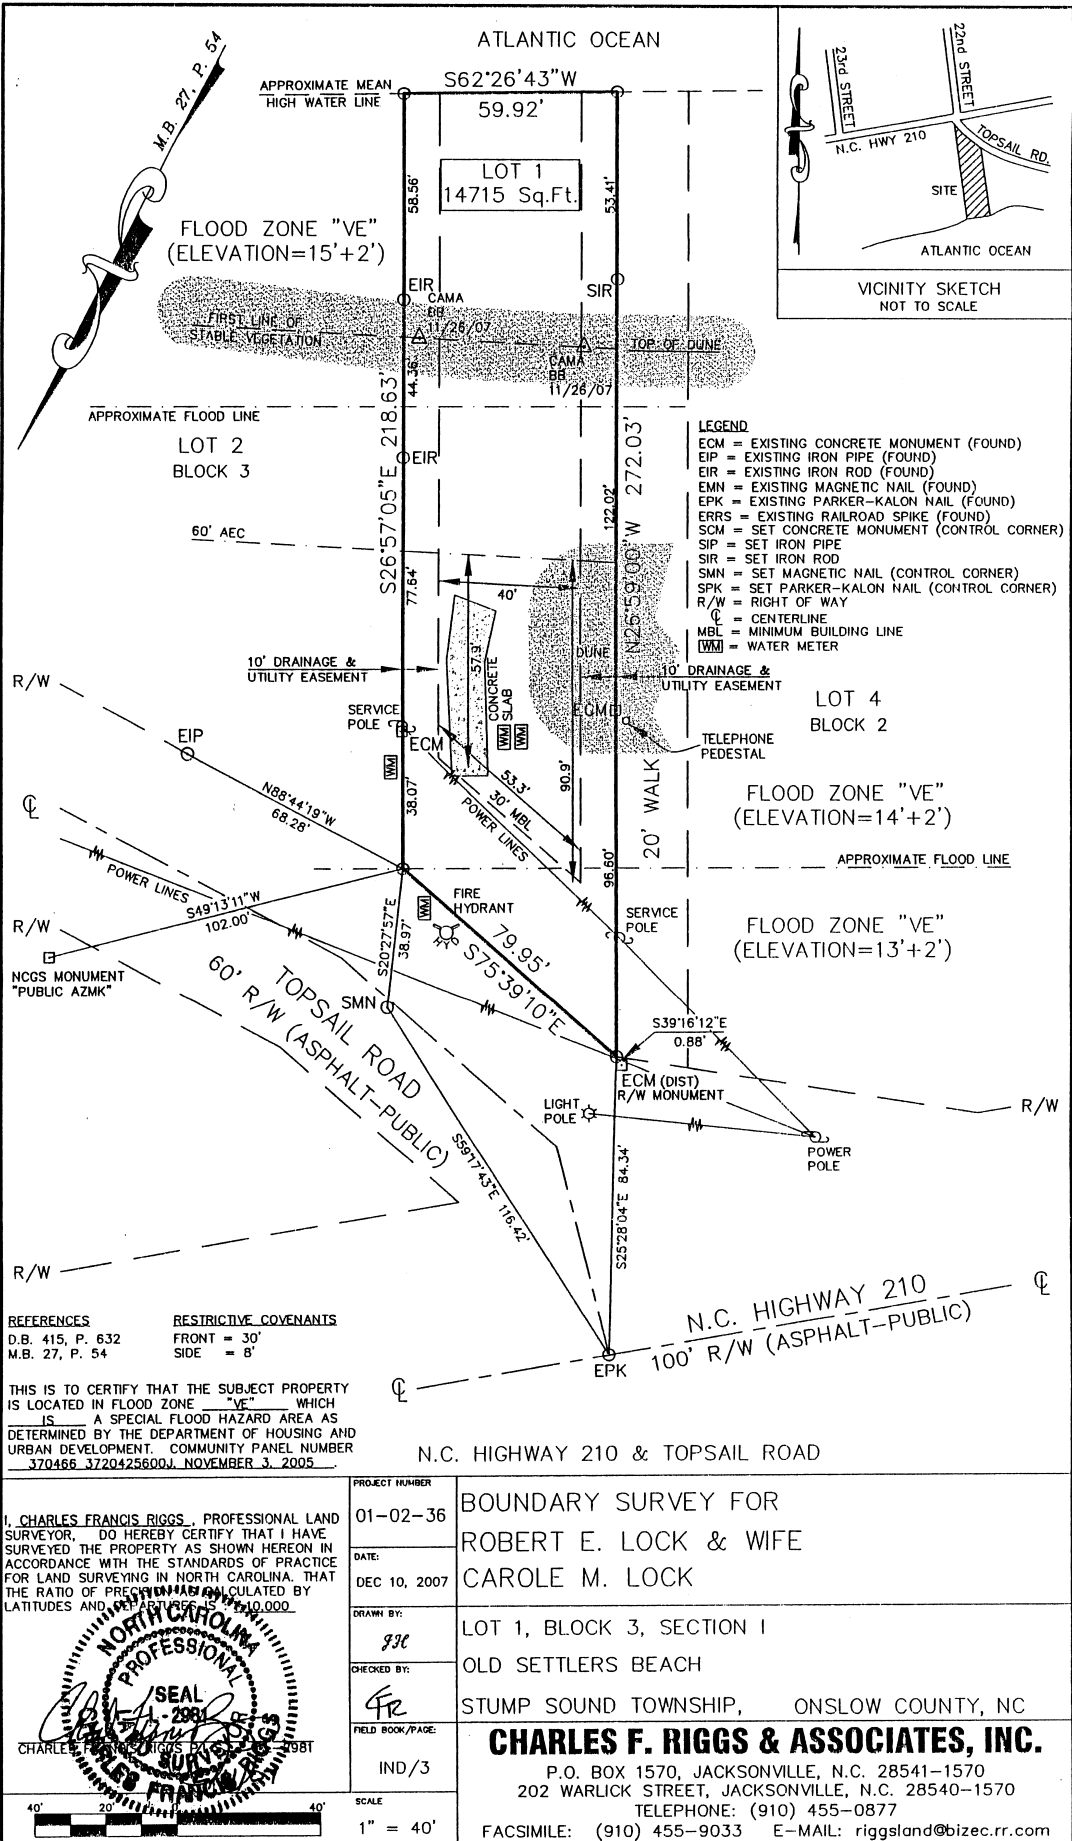 ATLANTIC OCEAN
M.B. 27, P. 54
APPROXIMATE MEAN
HIGH WATER LINE
S62°26'43"W
59.92'
LOT 1
14715 Sq.Ft.
58.56'
53.41'
FLOOD ZONE "VE"
(ELEVATION=15'+2')
23rd STREET
22nd STREET
N.C. HWY 210
TOPSAIL RD.
SITE
ATLANTIC OCEAN
VICINITY SKETCH
NOT TO SCALE
EIR
SIR
CAMA
BB
11/26/07
FIRST LINE OF
STABLE VEGETATION
TOP OF DUNE
CAMA
BB
11/26/07
44.36'
APPROXIMATE FLOOD LINE
LOT 2
BLOCK 3
EIR
S26°57'05"E 218.63'
N26°59'00"W 272.03'
122.02'
60' AEC
77.64'
40'
LEGEND
ECM = EXISTING CONCRETE MONUMENT (FOUND)
EIP = EXISTING IRON PIPE (FOUND)
EIR = EXISTING IRON ROD (FOUND)
EMN = EXISTING MAGNETIC NAIL (FOUND)
EPK = EXISTING PARKER-KALON NAIL (FOUND)
ERRS = EXISTING RAILROAD SPIKE (FOUND)
SCM = SET CONCRETE MONUMENT (CONTROL CORNER)
SIP = SET IRON PIPE
SIR = SET IRON ROD
SMN = SET MAGNETIC NAIL (CONTROL CORNER)
SPK = SET PARKER-KALON NAIL (CONTROL CORNER)
R/W = RIGHT OF WAY
℄ = CENTERLINE
MBL = MINIMUM BUILDING LINE
WM = WATER METER
10' DRAINAGE &
UTILITY EASEMENT
57.9'
CONCRETE
SLAB
DUNE
10' DRAINAGE &
UTILITY EASEMENT
R/W
SERVICE
POLE
ECM
WM WM
ECM
LOT 4
BLOCK 2
TELEPHONE
PEDESTAL
EIP
WM
N88°44'19"W
68.28'
38.07'
53.3'
30' MBL
POWER LINES
90.9'
20' WALK
FLOOD ZONE "VE"
(ELEVATION=14'+2')
℄
POWER LINES
APPROXIMATE FLOOD LINE
96.60'
S49°13'11"W
102.00'
R/W
NCGS MONUMENT
"PUBLIC AZMK"
WM
FIRE
HYDRANT
S20°27'57"E
38.97'
79.95'
S75°39'10"E
SERVICE
POLE
FLOOD ZONE "VE"
(ELEVATION=13'+2')
SMN
TOPSAIL ROAD
60' R/W (ASPHALT-PUBLIC)
S39°16'12"E
0.88'
ECM (DIST)
R/W MONUMENT
LIGHT
POLE
R/W
POWER
POLE
S59°17'43"E 116.42'
S25°28'04"E 84.34'
R/W
N.C. HIGHWAY 210
100' R/W (ASPHALT-PUBLIC)
℄
EPK
℄
REFERENCES
D.B. 415, P. 632
M.B. 27, P. 54
RESTRICTIVE COVENANTS
FRONT = 30'
SIDE = 8'
THIS IS TO CERTIFY THAT THE SUBJECT PROPERTY
IS LOCATED IN FLOOD ZONE "VE" WHICH
IS A SPECIAL FLOOD HAZARD AREA AS
DETERMINED BY THE DEPARTMENT OF HOUSING AND
URBAN DEVELOPMENT. COMMUNITY PANEL NUMBER
370466 3720425600J, NOVEMBER 3, 2005.
N.C. HIGHWAY 210 & TOPSAIL ROAD
I, CHARLES FRANCIS RIGGS, PROFESSIONAL LAND
SURVEYOR, DO HEREBY CERTIFY THAT I HAVE
SURVEYED THE PROPERTY AS SHOWN HEREON IN
ACCORDANCE WITH THE STANDARDS OF PRACTICE
FOR LAND SURVEYING IN NORTH CAROLINA. THAT
THE RATIO OF PRECISION AS CALCULATED BY
LATITUDES AND DEPARTURES IS 1:10,000
NORTH CAROLINA
PROFESSIONAL
SEAL
L-2981
SURVEYOR
CHARLES FRANCIS RIGGS
CHARLES FRANCIS RIGGS
40' 20' 0' 40'
PROJECT NUMBER
01-02-36
DATE:
DEC 10, 2007
DRAWN BY:
CHECKED BY:
CFR
FIELD BOOK/PAGE:
IND/3
SCALE
1" = 40'
BOUNDARY SURVEY FOR
ROBERT E. LOCK & WIFE
CAROLE M. LOCK
LOT 1, BLOCK 3, SECTION I
OLD SETTLERS BEACH
STUMP SOUND TOWNSHIP, ONSLOW COUNTY, NC
CHARLES F. RIGGS & ASSOCIATES, INC.
P.O. BOX 1570, JACKSONVILLE, N.C. 28541-1570
202 WARLICK STREET, JACKSONVILLE, N.C. 28540-1570
TELEPHONE: (910) 455-0877
FACSIMILE: (910) 455-9033 E-MAIL: riggsland@bizec.rr.com